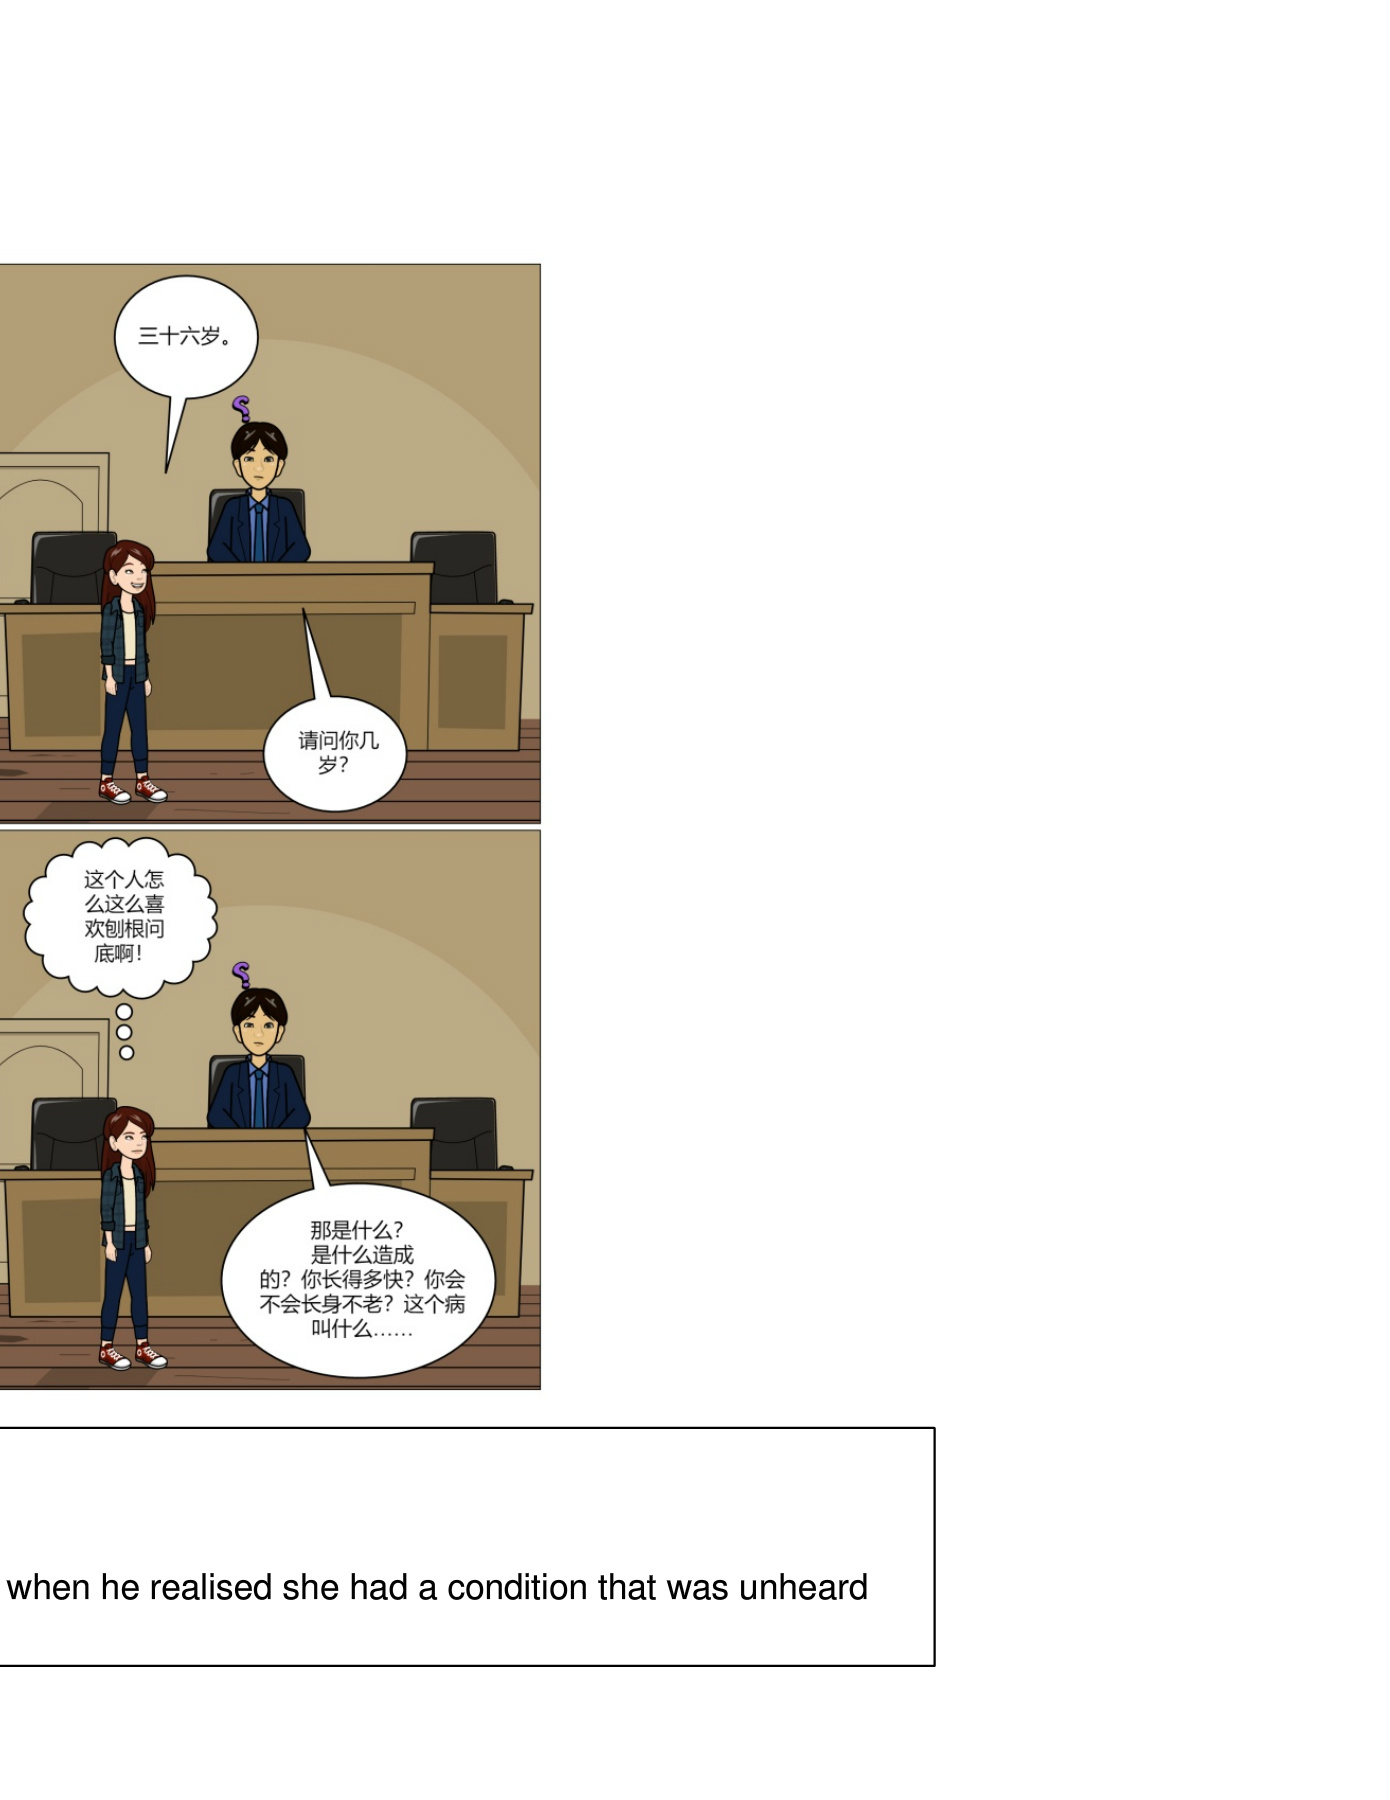 三十六岁。
请问你几
岁？
这个人怎
么这么喜
欢刨根问
底啊！
那是什么？
是什么造成
的？你长得多快？你会
不会长身不老？这个病
叫什么……
when he realised she had a condition that was unheard